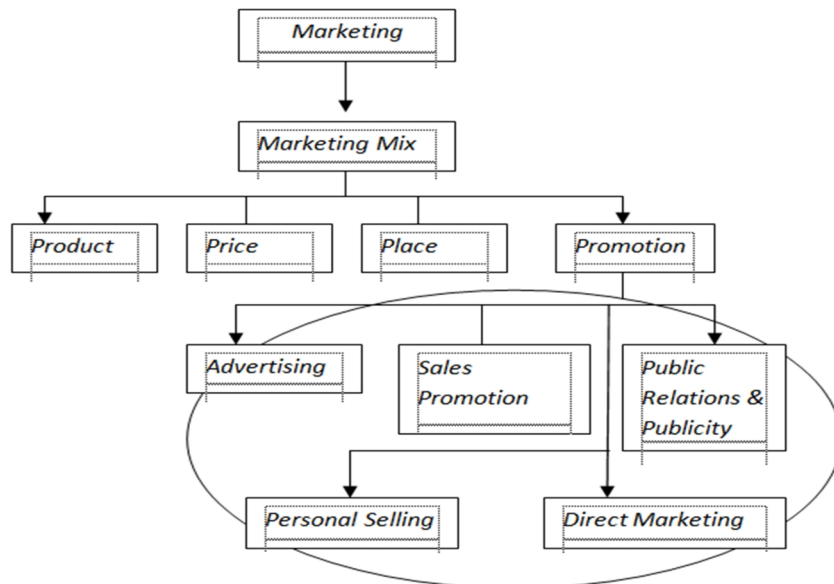 Marketing
Marketing Mix
Product
Price
Place
Promotion
Advertising
Sales
Promotion
Public
Relations &
Publicity
Personal Selling
Direct Marketing